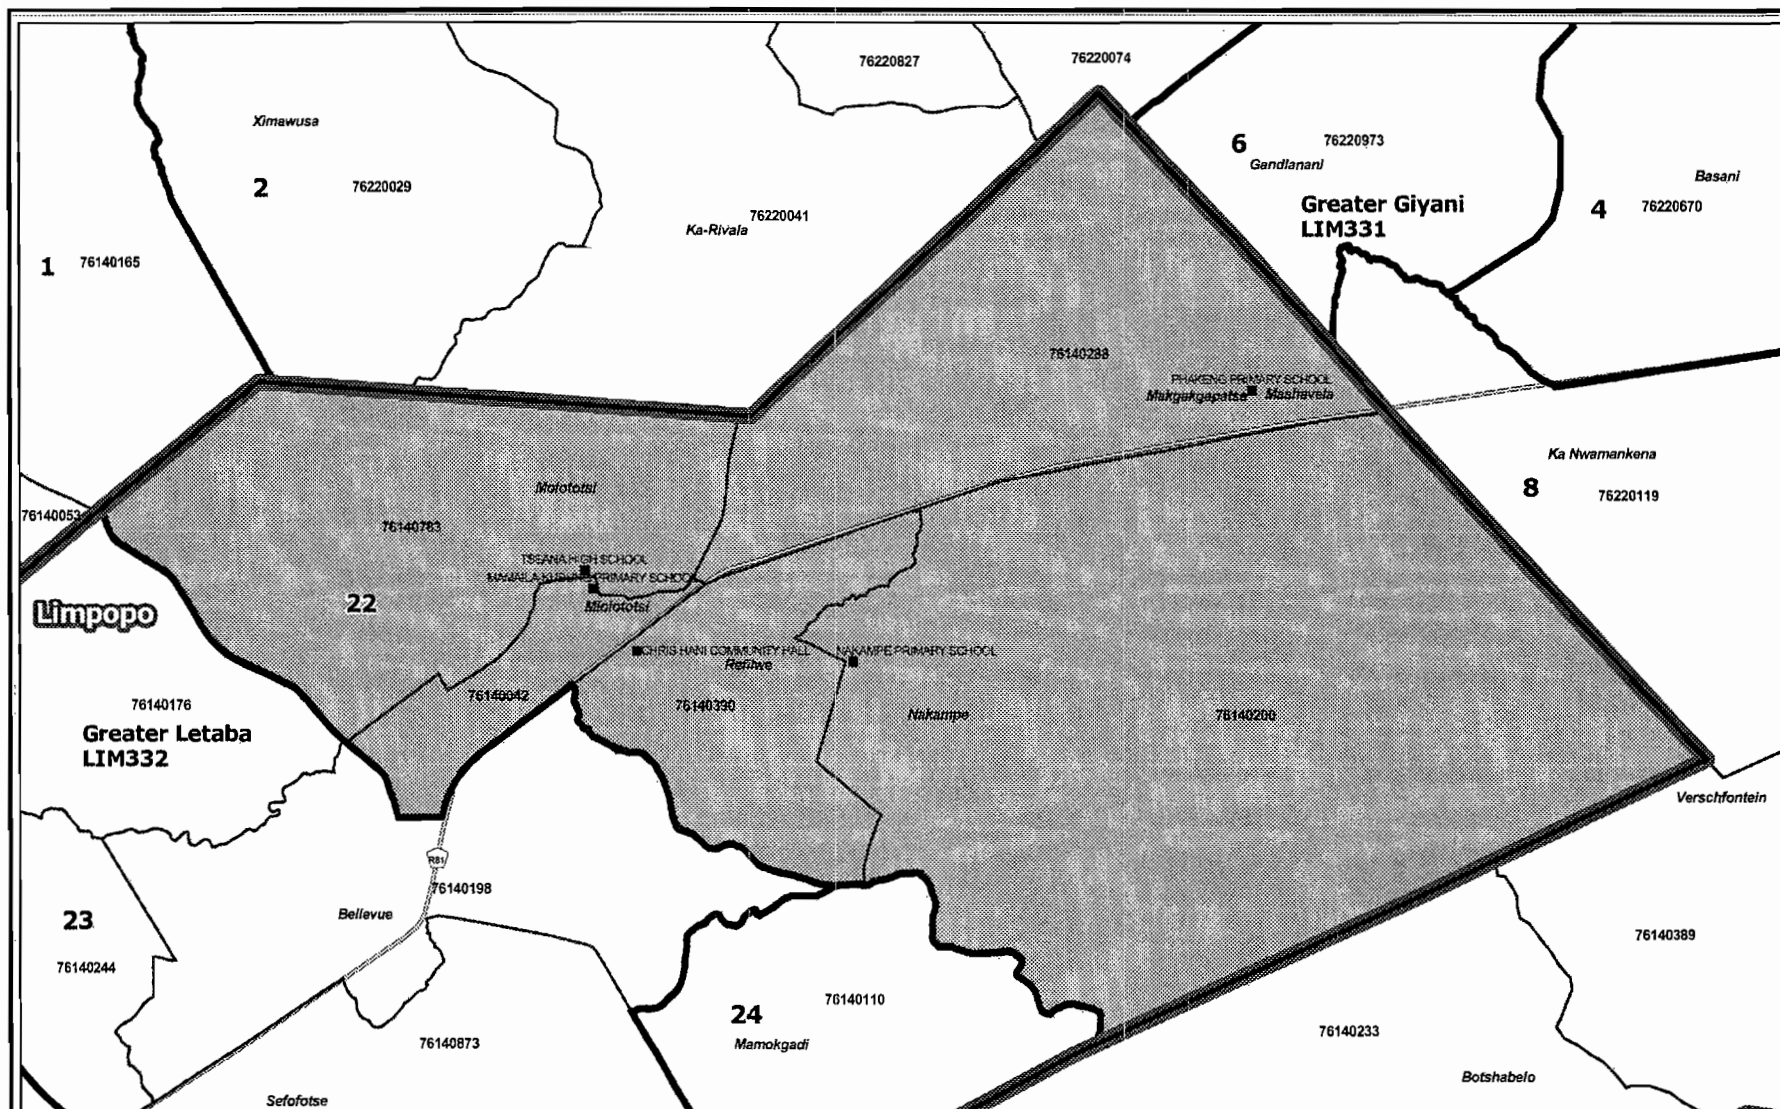 76220827
76220074
Ximawusa
6
76220973
Gandlanani
2
76220029
Basani
Ka-Rivala
76220041
Greater Giyani
LIM331
4
76220670
1
76140165
76140288
PHAKENG PRIMARY SCHOOL
Makgakgapatse
Mashavela
Ka Nwamankena
8
76220119
Molototsi
76140053
76140783
TSEANA HIGH SCHOOL
PRIMARY SCHOOL
22
Limpopo
CHRIS HANI COMMUNITY HALL
NAKAMPE PRIMARY SCHOOL
Refilwe
76140042
76140176
76140390
Nakampe
76140200
Greater Letaba
LIM332
Verschfontein
R81
76140198
Bellevue
23
76140244
76140389
76140110
24
Mamokgadi
76140873
76140233
Botshabelo
Sefofotse